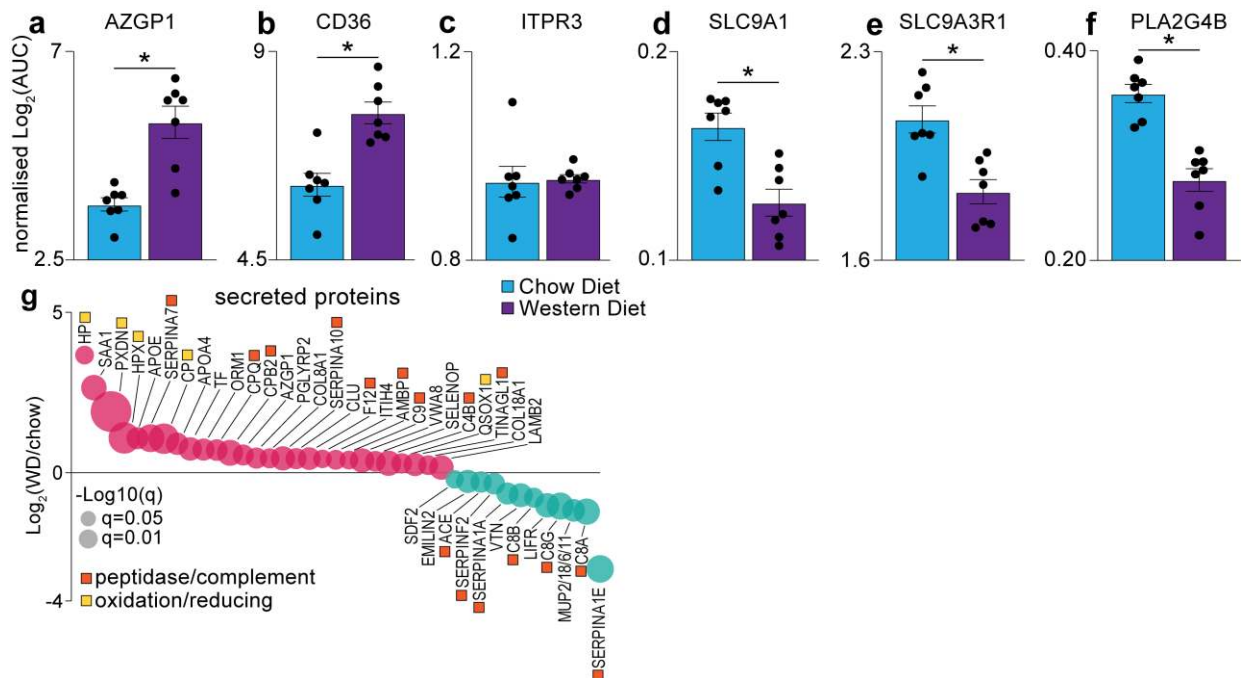 a AZGP1
b CD36
c ITPR3
d SLC9A1
e SLC9A3R1
f PLA2G4B
normalised Log₂(AUC)
7
2.5
*
9
4.5
*
1.2
0.8
0.2
0.1
*
2.3
1.6
*
0.40
0.20
*
Chow Diet
Western Diet
g secreted proteins
Log₂(WD/chow)
5
0
-4
HP
SAA1
PXDN
HPX
APOE
SERPINA7
CP
APOA4
TF
ORM1
CPQ
CPB2
AZGP1
PGLYRP2
COL8A1
SERPINA10
CLU
F12
ITIH4
AMBP
C9
VWA8
SELENOP
C4B
QSOX1
TINAGL1
COL18A1
LAMB2
SDF2
EMILIN2
ACE
SERPINF2
SERPINA1A
VTN
C8B
LIFR
C8G
MUP2/18/6/11
C8A
SERPINA1E
-Log10(q)
q=0.05
q=0.01
peptidase/complement
oxidation/reducing